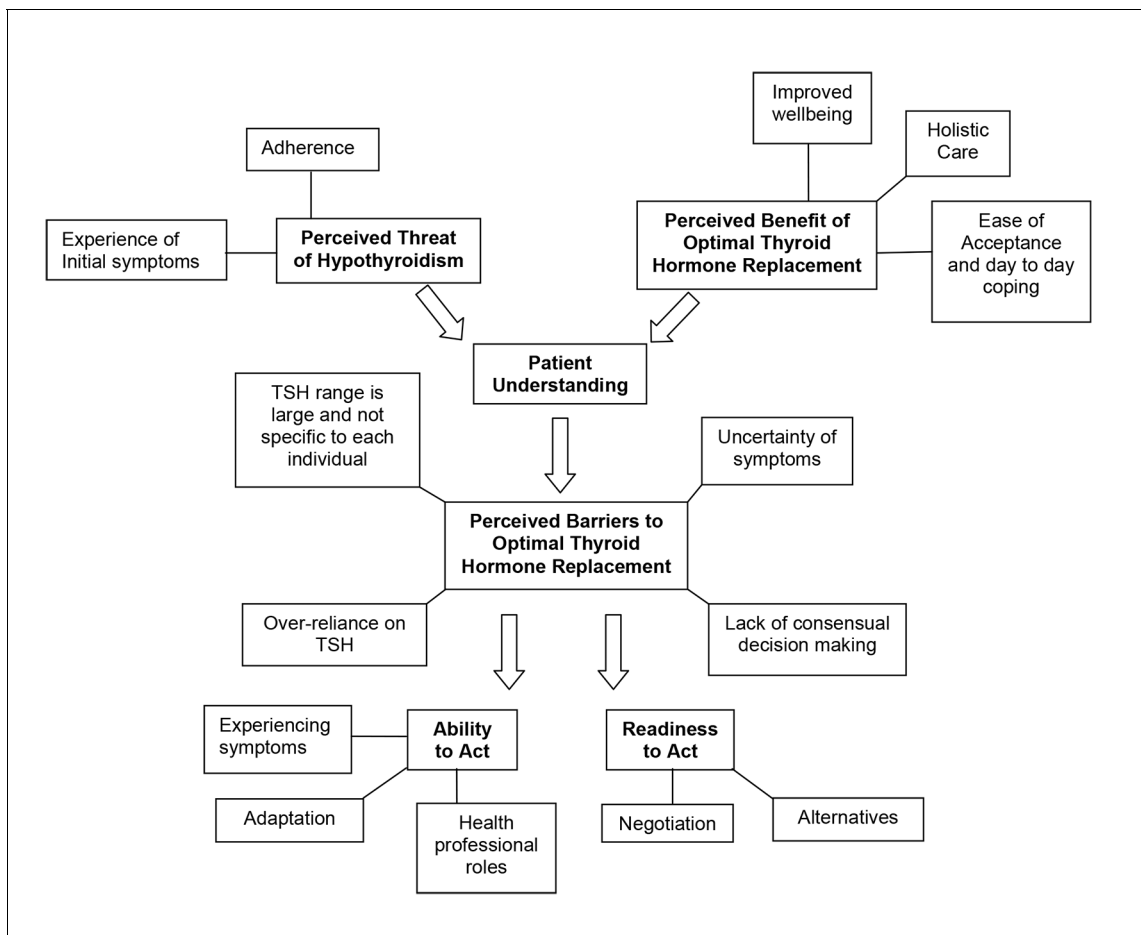 Improved
wellbeing
Holistic
Care
Adherence
Experience of
Initial symptoms
Perceived Threat
of Hypothyroidism
Perceived Benefit of
Optimal Thyroid
Hormone Replacement
Ease of
Acceptance
and day to day
coping
Patient
Understanding
TSH range is
large and not
specific to each
individual
Uncertainty of
symptoms
Perceived Barriers to
Optimal Thyroid
Hormone Replacement
Over-reliance on
TSH
Lack of consensual
decision making
Experiencing
symptoms
Ability
to Act
Readiness
to Act
Adaptation
Health
professional
roles
Negotiation
Alternatives